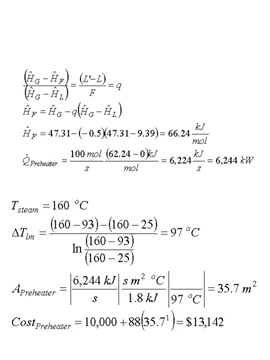 (Ĥ_G − Ĥ_F) / (Ĥ_G − Ĥ_L) = (L'−L) / F = q
Ĥ_F = Ĥ_G − q(Ĥ_G − Ĥ_L)
Ĥ_F = 47.31 − (−0.5)(47.31 − 9.39) = 66.24 kJ/mol
Q̂_Preheater = 100 mol / s | (62.24 − 0) kJ / mol = 6,224 kJ/s = 6,244 kW
T_steam = 160 °C
ΔT_lm = ((160 − 93) − (160 − 25)) / ln((160 − 93) / (160 − 25)) = 97 °C
A_Preheater = | 6,244 kJ / s | s m² °C / 1.8 kJ | / 97 °C | = 35.7 m²
Cost_Preheater = 10,000 + 88(35.7¹) = $13,142